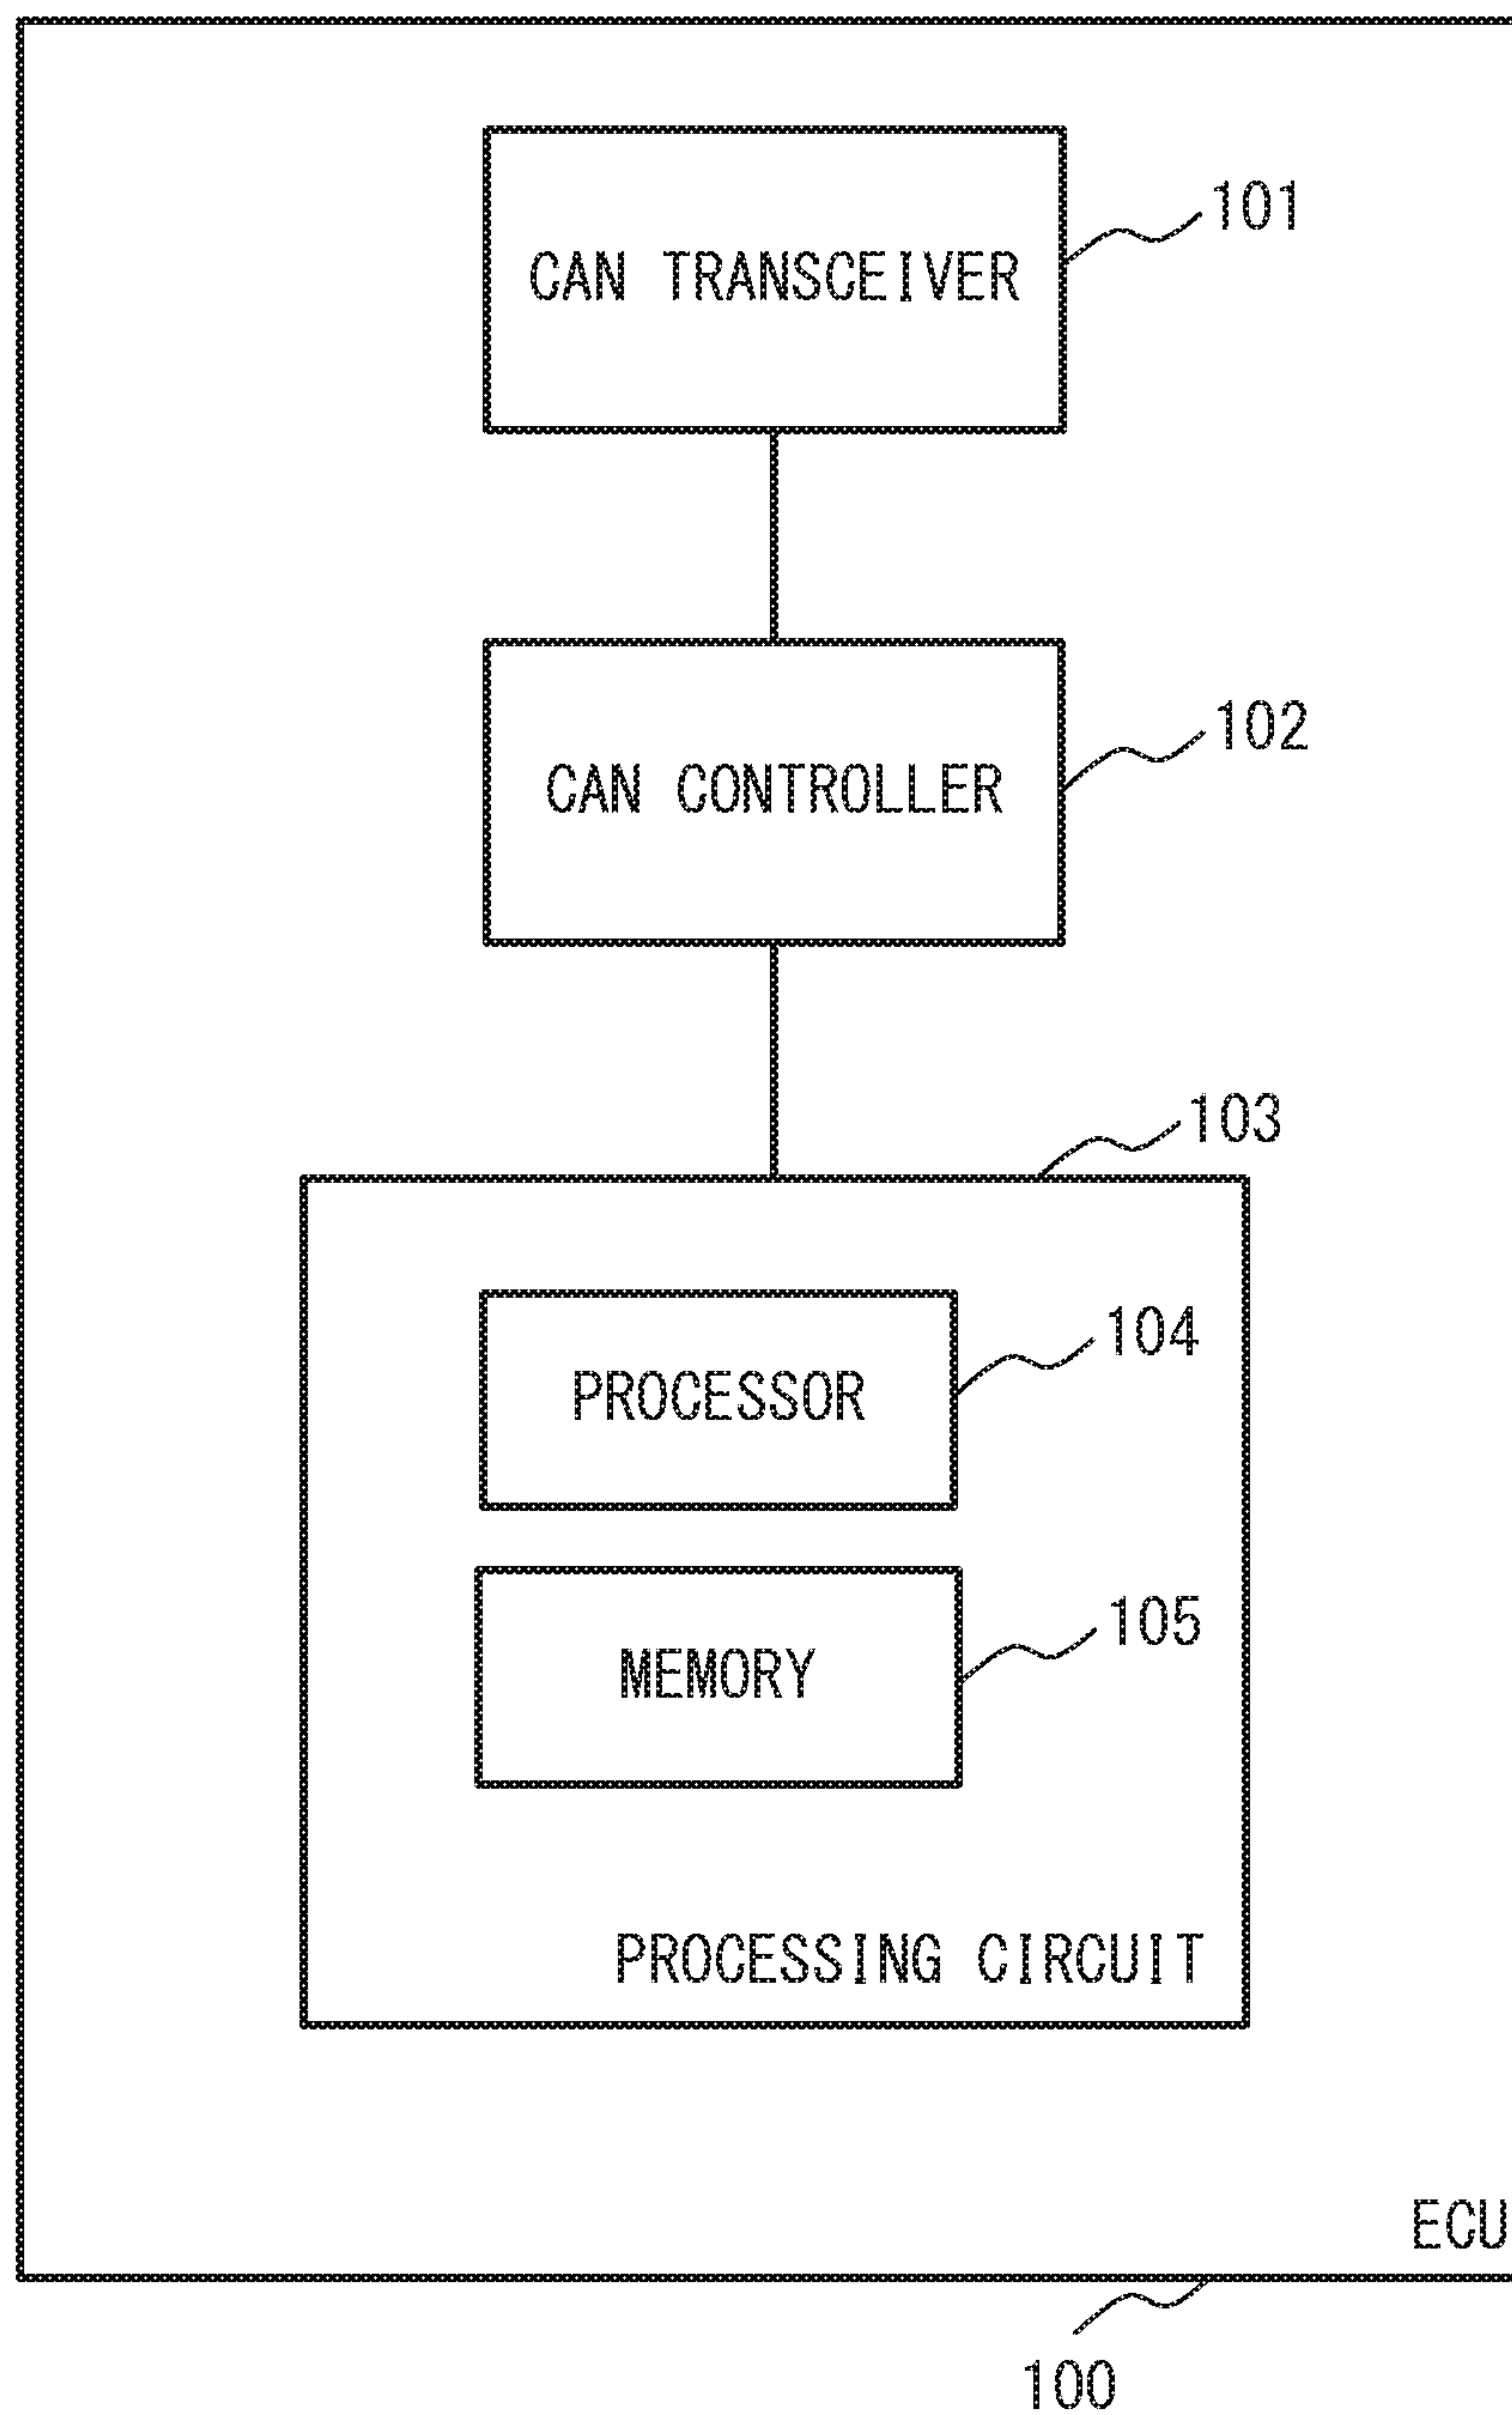 101
CAN TRANSCEIVER
102
CAN CONTROLLER
103
104
PROCESSOR
105
MEMORY
PROCESSING CIRCUIT
ECU
100